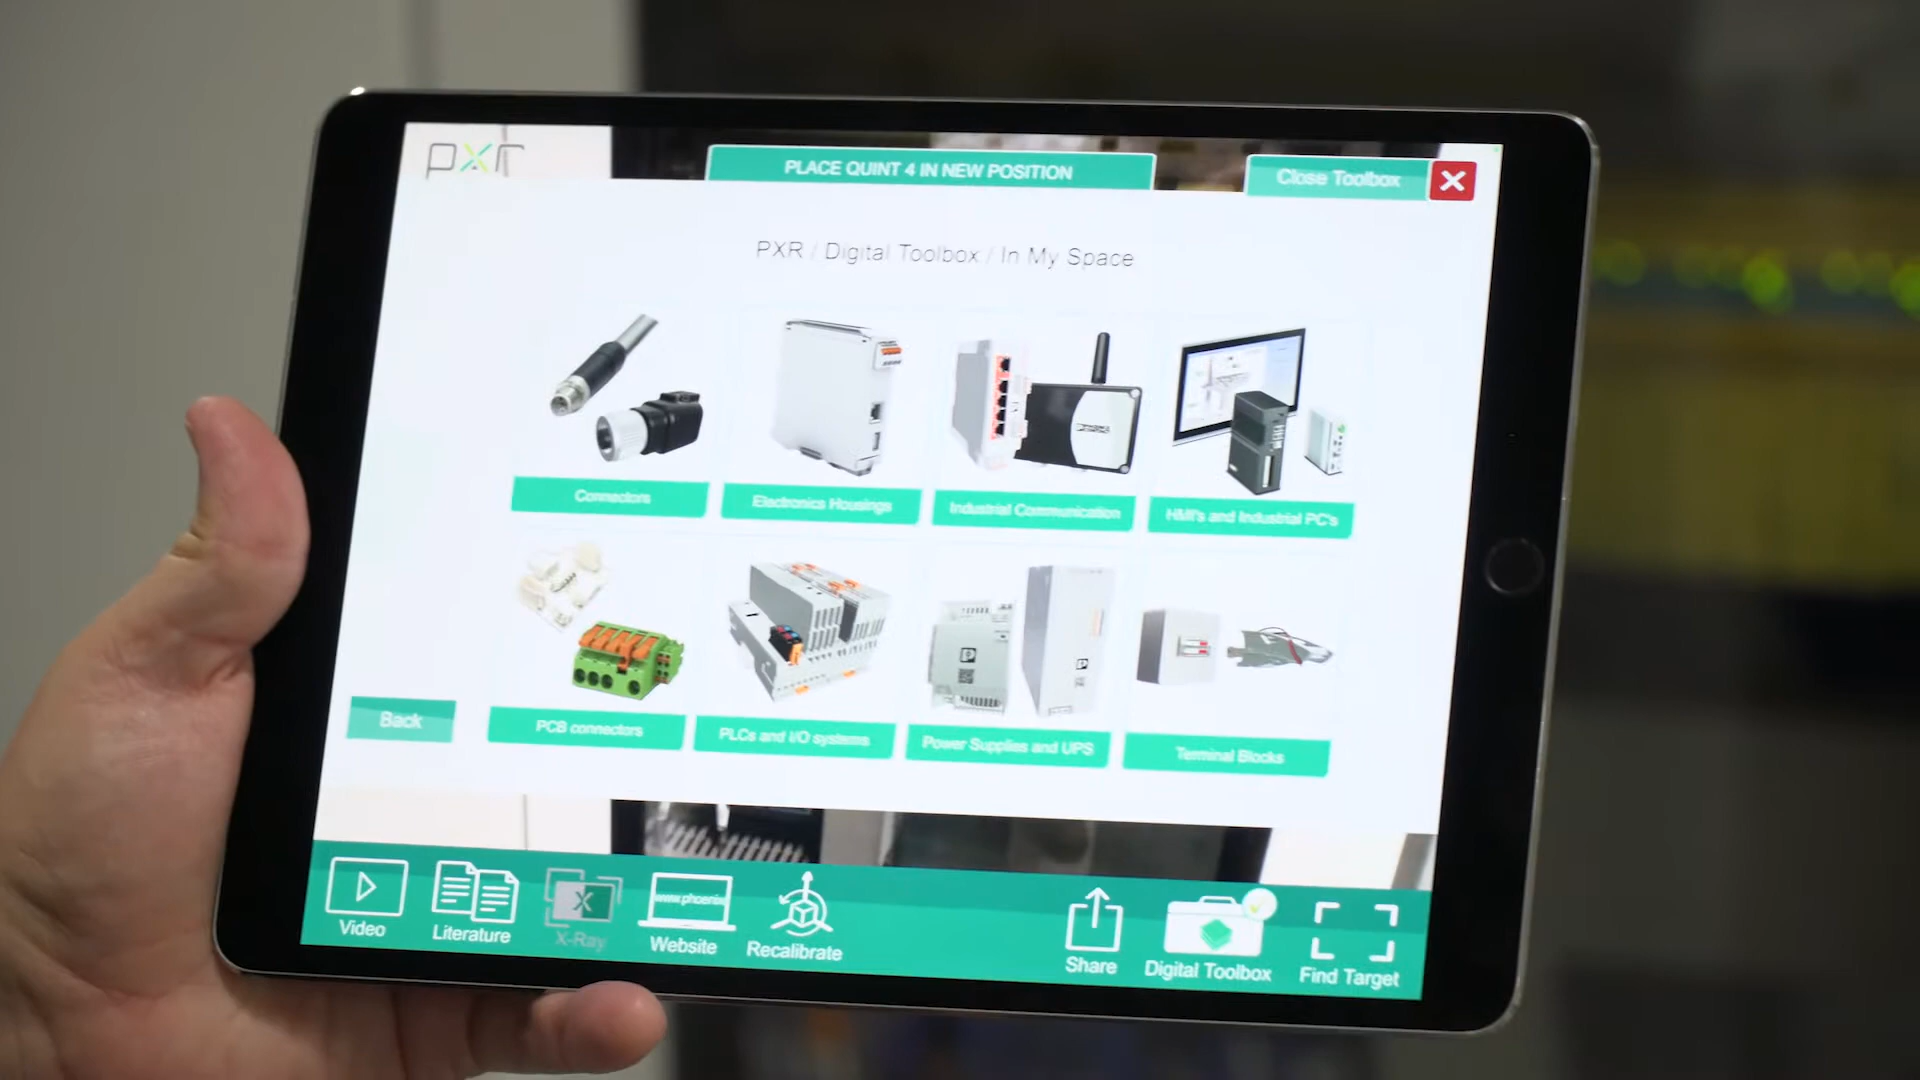 PXR
PLACE QUINT 4 IN NEW POSITION
Close Toolbox
PXR / Digital Toolbox / In My Space
Connectors
Electronics Housings
Industrial Communication
HMI's and Industrial PC's
PCB connectors
PLCs and I/O systems
Power Supplies and UPS
Terminal Blocks
Back
Video
Literature
X-Ray
www.phoenix
Website
Recalibrate
Share
Digital Toolbox
Find Target